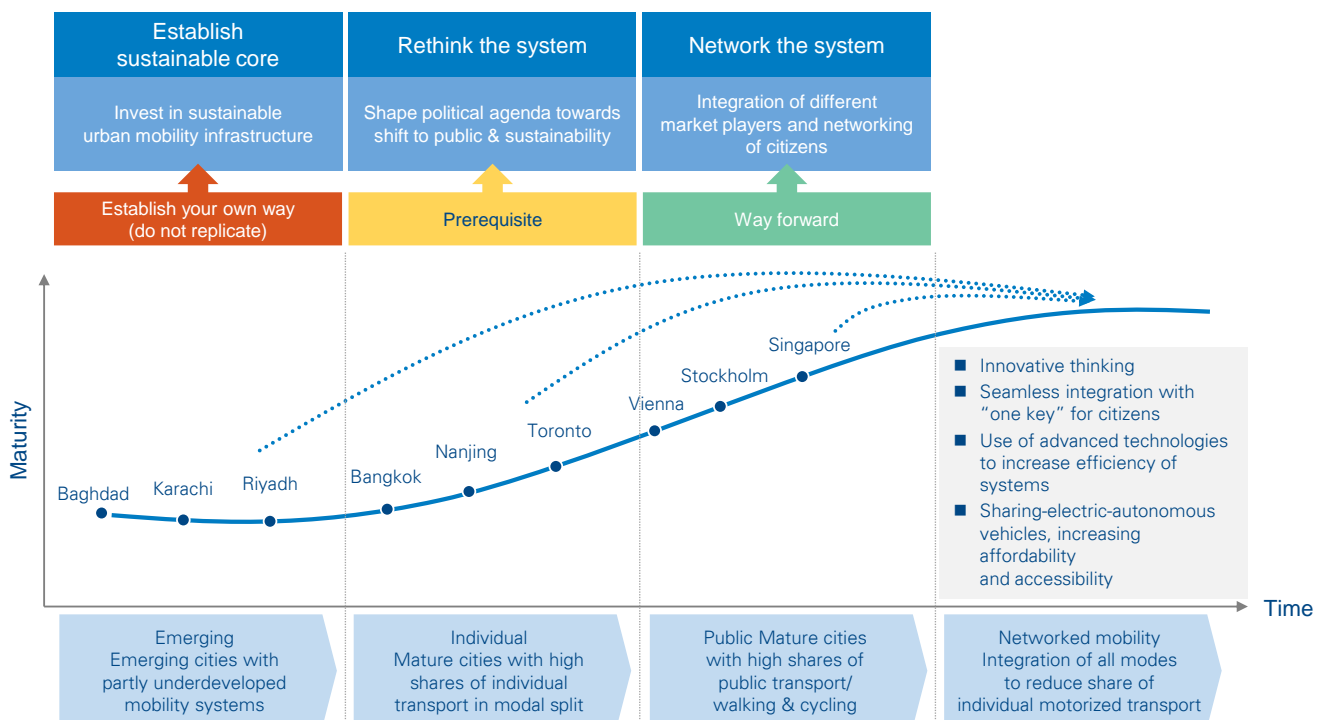 Establish
sustainable core
Rethink the system
Network the system
Invest in sustainable
urban mobility infrastructure
Shape political agenda towards
shift to public & sustainability
Integration of different
market players and networking
of citizens
Establish your own way
(do not replicate)
Prerequisite
Way forward
Maturity
Baghdad
Karachi
Riyadh
Bangkok
Nanjing
Toronto
Vienna
Stockholm
Singapore
■ Innovative thinking
■ Seamless integration with
“one key” for citizens
■ Use of advanced technologies
to increase efficiency of
systems
■ Sharing-electric-autonomous
vehicles, increasing
affordability
and accessibility
Time
Emerging
Emerging cities with
partly underdeveloped
mobility systems
Individual
Mature cities with high
shares of individual
transport in modal split
Public Mature cities
with high shares of
public transport/
walking & cycling
Networked mobility
Integration of all modes
to reduce share of
individual motorized transport